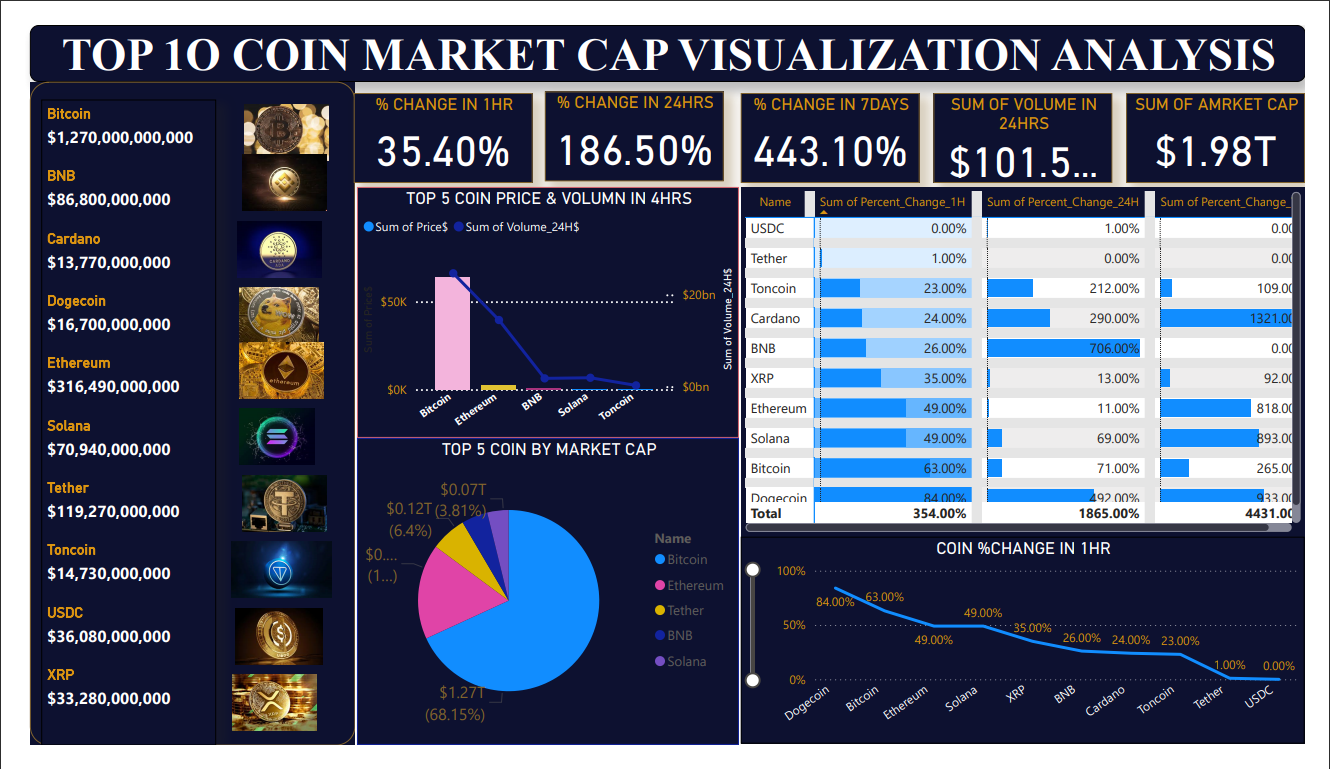 TOP 1O COIN MARKET CAP VISUALIZATION ANALYSIS
Bitcoin
$1,270,000,000,000
BNB
$86,800,000,000
Cardano
$13,770,000,000
Dogecoin
$16,700,000,000
Ethereum
$316,490,000,000
Solana
$70,940,000,000
Tether
$119,270,000,000
Toncoin
$14,730,000,000
USDC
$36,080,000,000
XRP
$33,280,000,000
% CHANGE IN 1HR
35.40%
% CHANGE IN 24HRS
186.50%
% CHANGE IN 7DAYS
443.10%
SUM OF VOLUME IN
24HRS
$101.5...
SUM OF AMRKET CAP
$1.98T
TOP 5 COIN PRICE & VOLUMN IN 4HRS
Sum of Price$ Sum of Volume_24H$
Sum of Price$
$50K
$0K
$20bn
$0bn
Sum of Volume_24H$
Bitcoin Ethereum BNB Solana Toncoin
TOP 5 COIN BY MARKET CAP
$0.07T
(3.81%)
$0.12T
(6.4%)
$0....
(1...)
$1.27T
(68.15%)
Name
Bitcoin
Ethereum
Tether
BNB
Solana
Name Sum of Percent_Change_1H Sum of Percent_Change_24H Sum of Percent_Change_
USDC 0.00% 1.00% 0.00
Tether 1.00% 0.00% 0.00
Toncoin 23.00% 212.00% 109.00
Cardano 24.00% 290.00% 1321.00
BNB 26.00% 706.00% 0.00
XRP 35.00% 13.00% 92.00
Ethereum 49.00% 11.00% 818.00
Solana 49.00% 69.00% 893.00
Bitcoin 63.00% 71.00% 265.00
Dogecoin 84.00% 492.00% 933.00
Total 354.00% 1865.00% 4431.00
COIN %CHANGE IN 1HR
100%
50%
0%
84.00% 63.00% 49.00% 49.00% 35.00% 26.00% 24.00% 23.00% 1.00% 0.00%
Dogecoin Bitcoin Ethereum Solana XRP BNB Cardano Toncoin Tether USDC